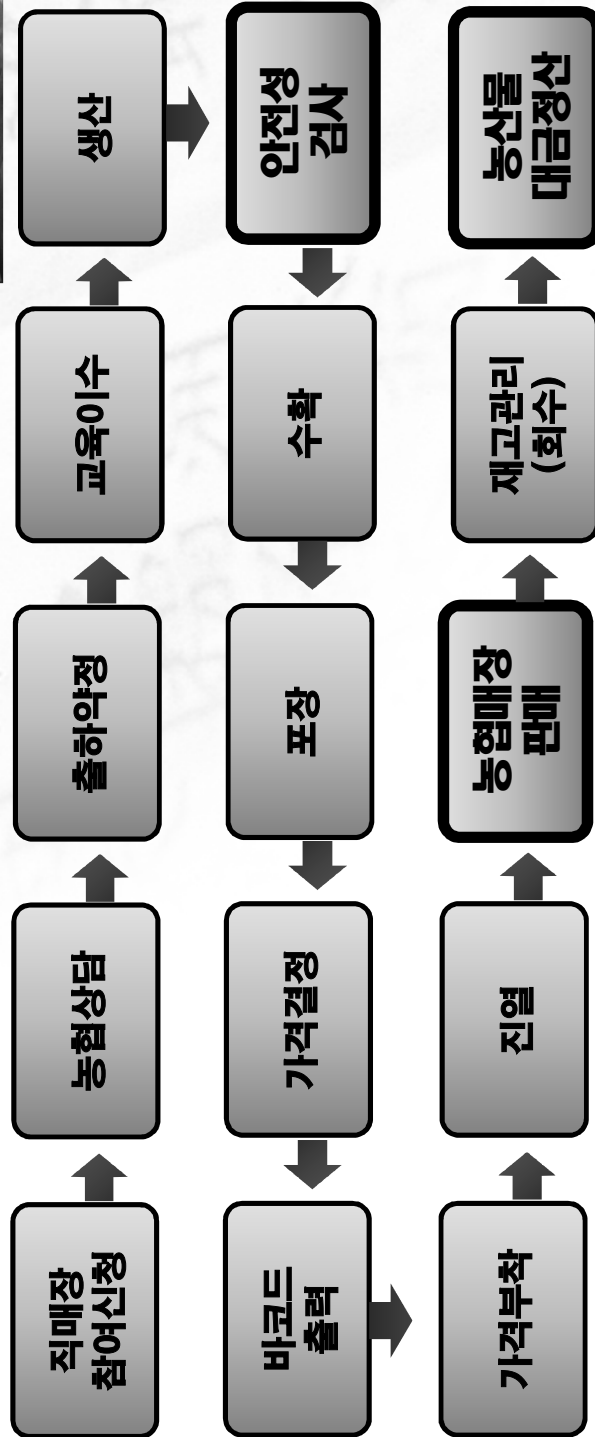 직매장
참여신청
농협상담
출하약정
교육이수
생산
안전성
검사
수확
포장
가격결정
바코드
출력
가격부착
진열
농협매장
판매
재고관리
(회수)
농산물
대금정산